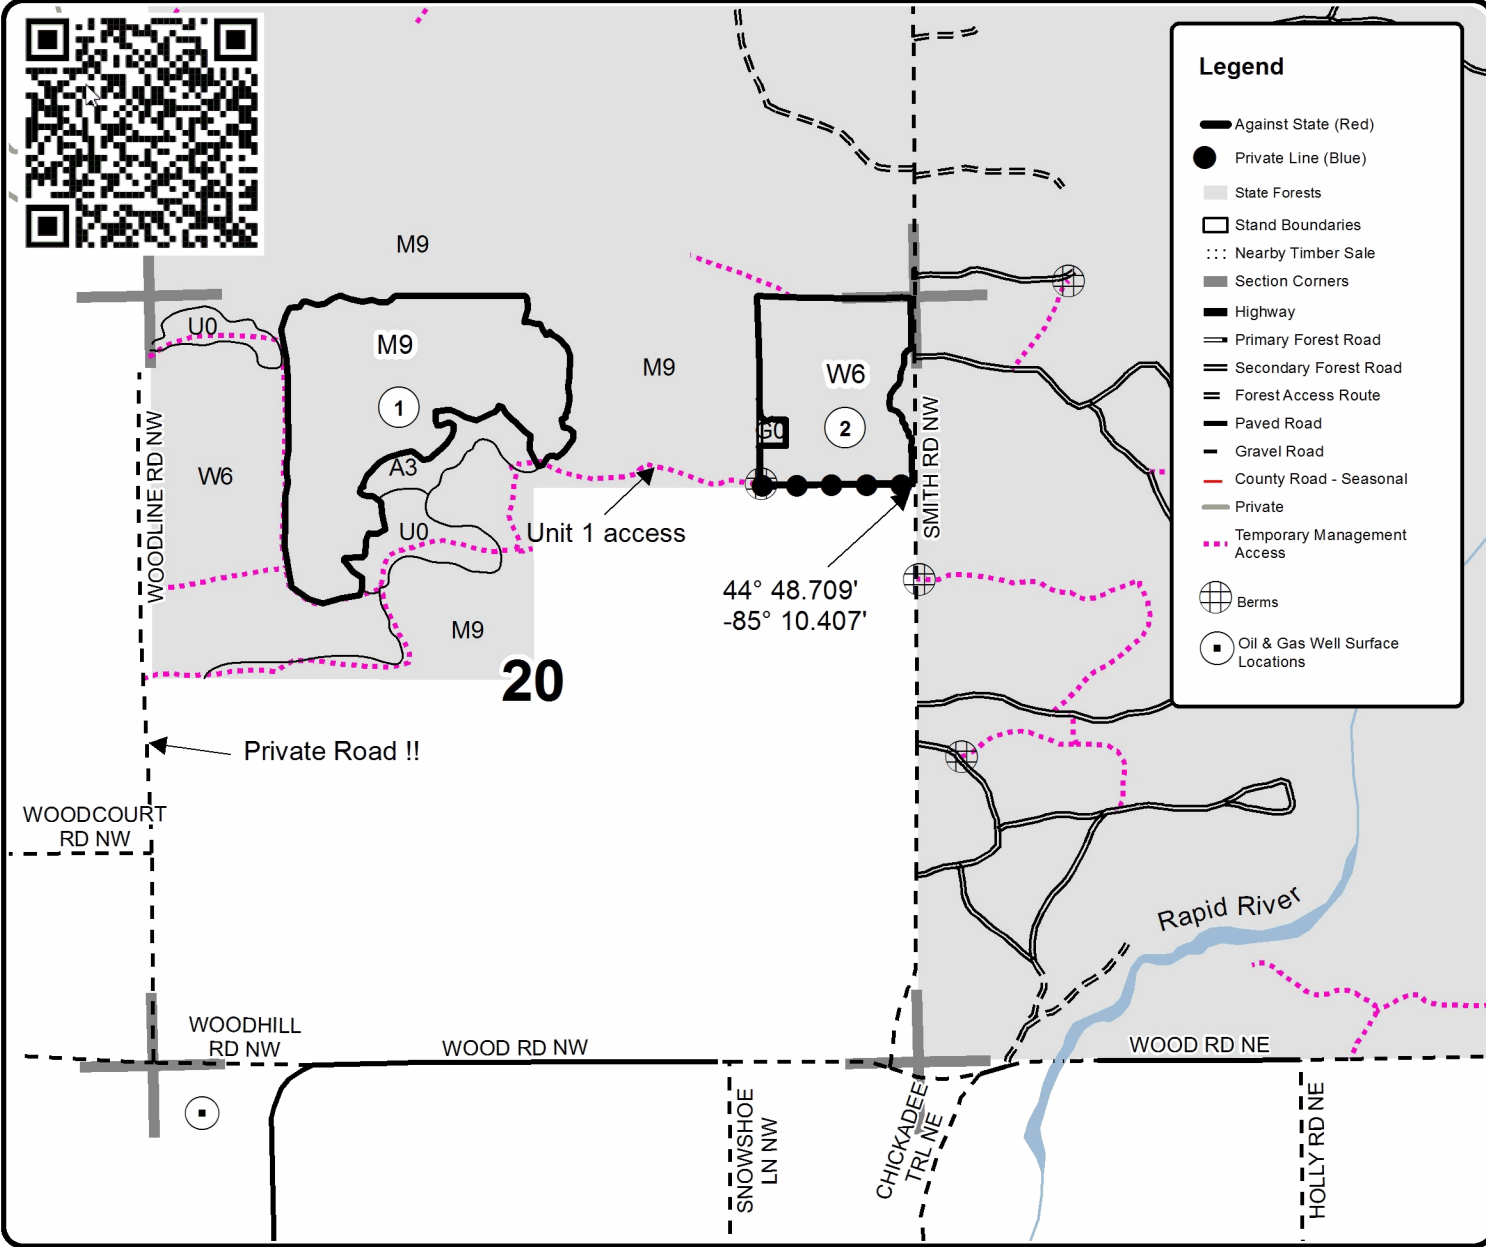 Legend
Against State (Red)
Private Line (Blue)
State Forests
Stand Boundaries
Nearby Timber Sale
Section Corners
Highway
Primary Forest Road
Secondary Forest Road
Forest Access Route
Paved Road
Gravel Road
County Road - Seasonal
Private
Temporary Management
Access
Berms
Oil & Gas Well Surface
Locations
M9
U0
M9
M9
W6
1
2
G0
WOODLINE RD NW
W6
A3
SMITH RD NW
U0
Unit 1 access
44° 48.709'
-85° 10.407'
M9
20
Private Road !!
WOODCOURT
RD NW
Rapid River
WOODHILL
RD NW
WOOD RD NW
WOOD RD NE
SNOWSHOE
LN NW
CHICKADEE
TRL NE
HOLLY RD NE